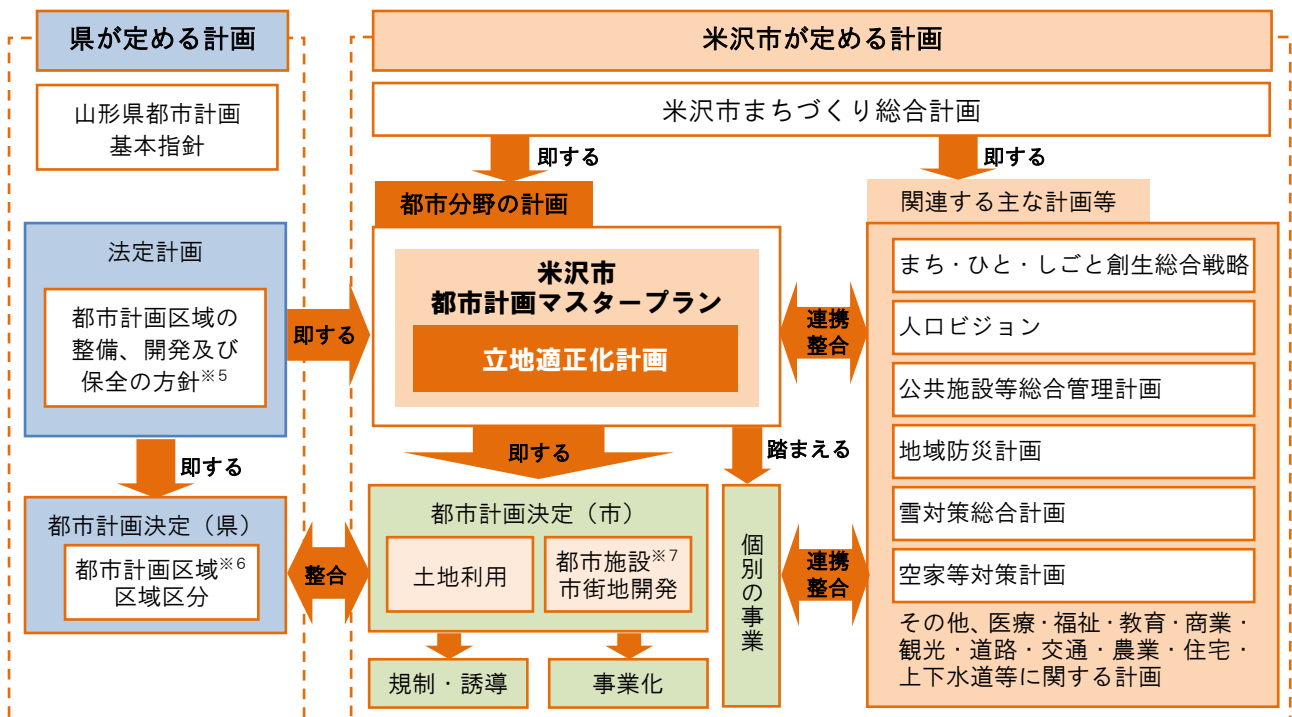 県が定める計画
山形県都市計画
基本指針
法定計画
都市計画区域の
整備、開発及び
保全の方針※5
即する
即する
都市計画決定（県）
都市計画区域※6
区域区分
整合
米沢市が定める計画
米沢市まちづくり総合計画
即する
即する
都市分野の計画
米沢市
都市計画マスタープラン
立地適正化計画
連携
整合
即する
踏まえる
都市計画決定（市）
土地利用
都市施設※7
市街地開発
規制・誘導
事業化
個別の事業
連携
整合
関連する主な計画等
まち・ひと・しごと創生総合戦略
人口ビジョン
公共施設等総合管理計画
地域防災計画
雪対策総合計画
空家等対策計画
その他、医療・福祉・教育・商業・
観光・道路・交通・農業・住宅・
上下水道等に関する計画